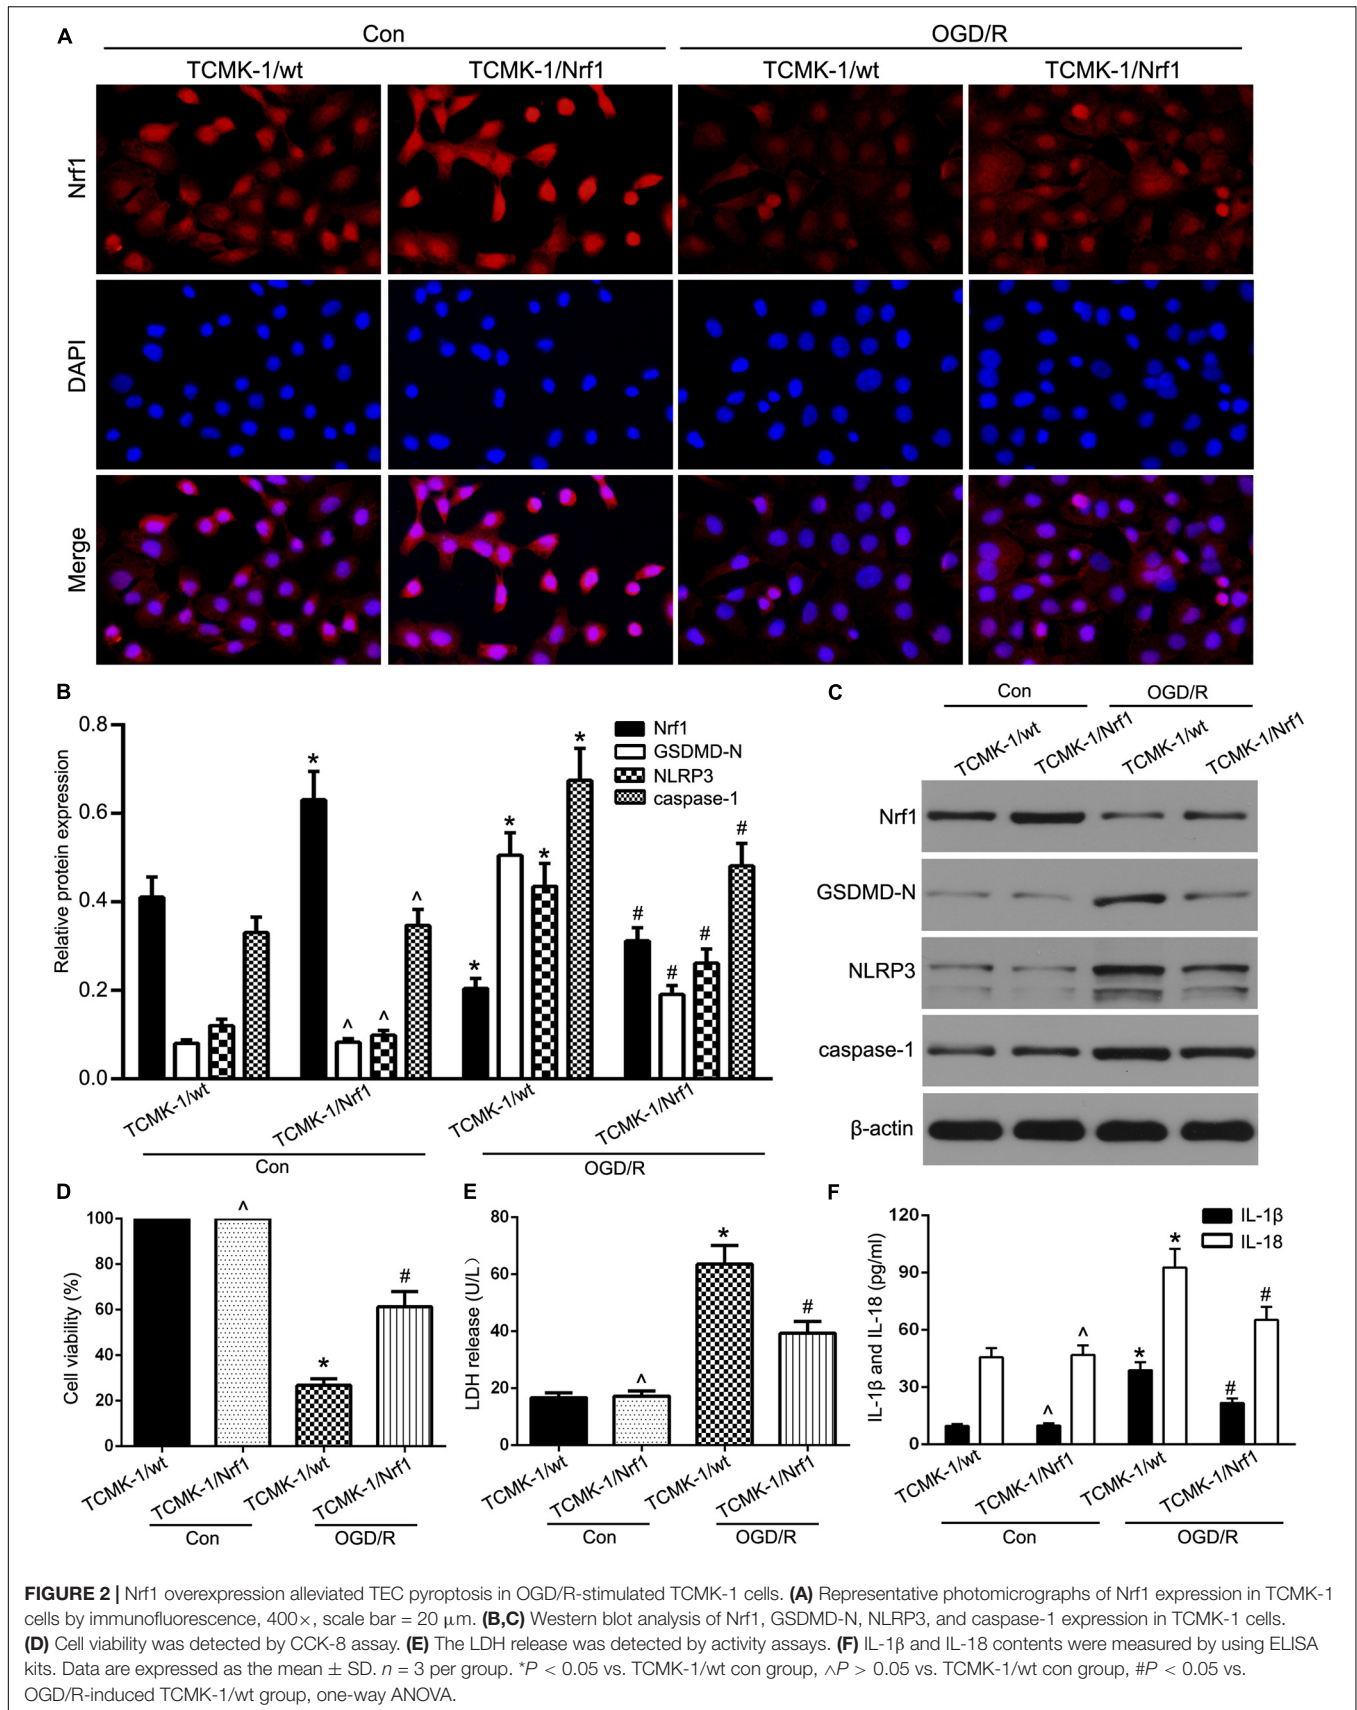 A
Con
OGD/R
TCMK-1/wt
TCMK-1/Nrf1
TCMK-1/wt
TCMK-1/Nrf1
Nrf1
DAPI
Merge
B
Relative protein expression
0.8
0.6
0.4
0.2
0.0
*
^
^
^
*
*
*
*
#
#
#
#
Nrf1
GSDMD-N
NLRP3
caspase-1
TCMK-1/wt
TCMK-1/Nrf1
TCMK-1/wt
TCMK-1/Nrf1
Con
OGD/R
C
Con
OGD/R
TCMK-1/wt
TCMK-1/Nrf1
TCMK-1/wt
TCMK-1/Nrf1
Nrf1
GSDMD-N
NLRP3
caspase-1
β-actin
D
Cell viability (%)
100
80
60
40
20
0
^
*
#
TCMK-1/wt
TCMK-1/Nrf1
TCMK-1/wt
TCMK-1/Nrf1
Con
OGD/R
E
LDH release (U/L)
80
60
40
20
0
^
*
#
TCMK-1/wt
TCMK-1/Nrf1
TCMK-1/wt
TCMK-1/Nrf1
Con
OGD/R
F
IL-1β and IL-18 (pg/ml)
120
90
60
30
0
^
^
*
*
#
#
IL-1β
IL-18
TCMK-1/wt
TCMK-1/Nrf1
TCMK-1/wt
TCMK-1/Nrf1
Con
OGD/R
FIGURE 2 | Nrf1 overexpression alleviated TEC pyroptosis in OGD/R-stimulated TCMK-1 cells. (A) Representative photomicrographs of Nrf1 expression in TCMK-1
cells by immunofluorescence, 400×, scale bar = 20 μm. (B,C) Western blot analysis of Nrf1, GSDMD-N, NLRP3, and caspase-1 expression in TCMK-1 cells.
(D) Cell viability was detected by CCK-8 assay. (E) The LDH release was detected by activity assays. (F) IL-1β and IL-18 contents were measured by using ELISA
kits. Data are expressed as the mean ± SD. n = 3 per group. *P < 0.05 vs. TCMK-1/wt con group, ∧P > 0.05 vs. TCMK-1/wt con group, #P < 0.05 vs.
OGD/R-induced TCMK-1/wt group, one-way ANOVA.